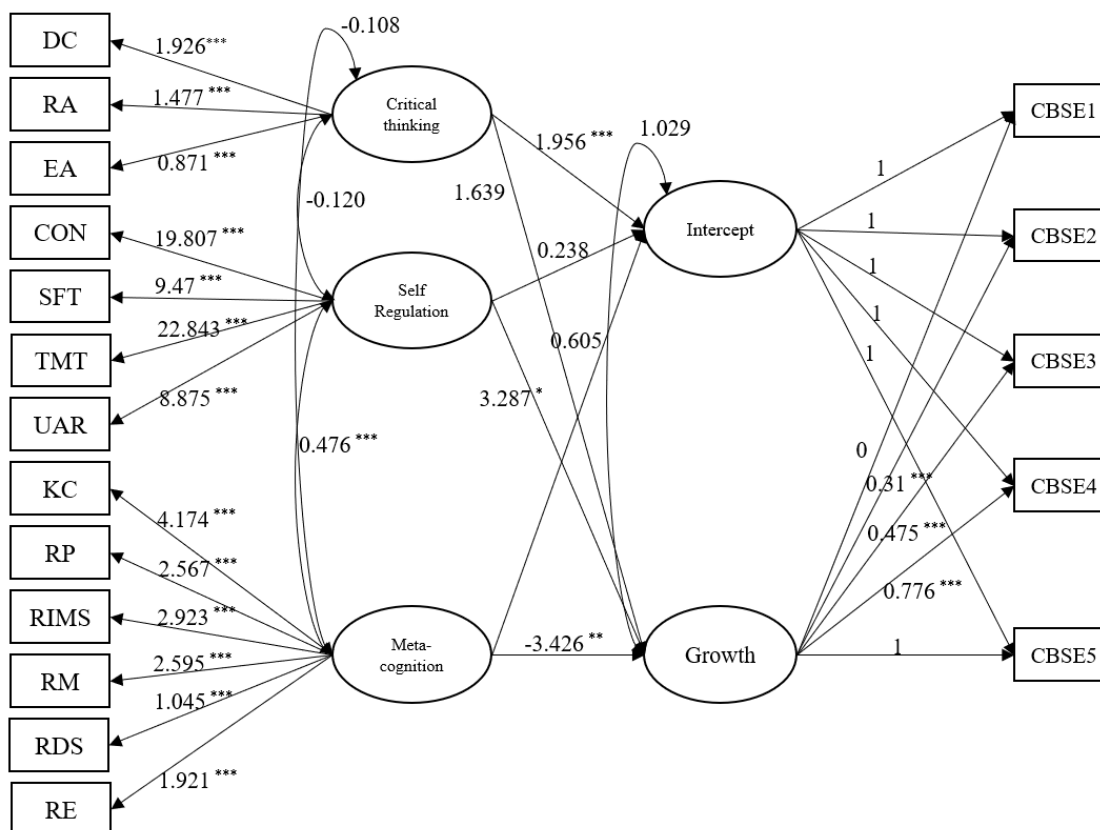 DC
RA
EA
CON
SFT
TMT
UAR
KC
RP
RIMS
RM
RDS
RE
1.926***
1.477 ***
0.871 ***
19.807 ***
9.47 ***
22.843 ***
8.875 ***
4.174 ***
2.567 ***
2.923 ***
2.595 ***
1.045 ***
1.921 ***
-0.108
-0.120
0.476 ***
Critical
thinking
Self
Regulation
Meta-
cognition
1.956 ***
1.639
0.238
0.605
3.287 *
-3.426 **
1.029
Intercept
Growth
1
1
1
1
1
0
0.31 ***
0.475 ***
0.776 ***
1
CBSE1
CBSE2
CBSE3
CBSE4
CBSE5